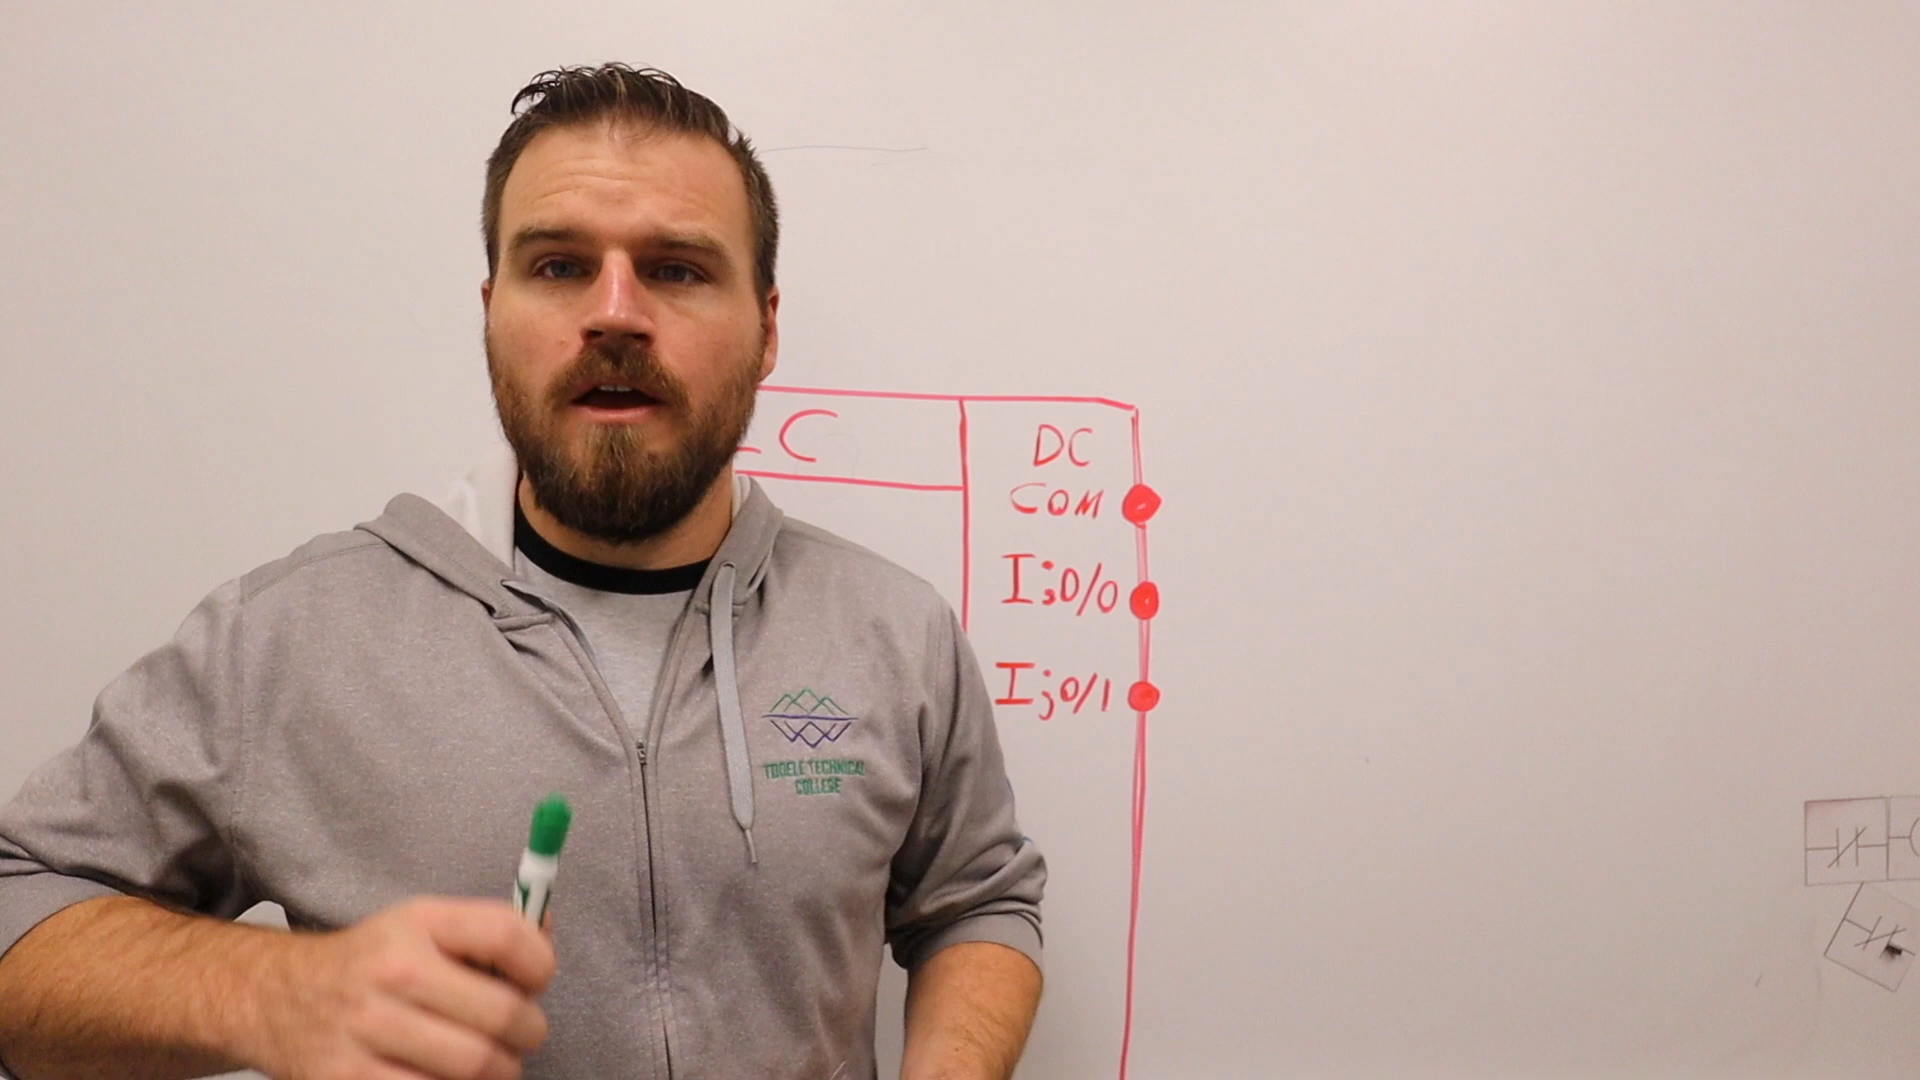 C
DC
COM
I;0/0
I;0/1
TOOELE TECHNICAL
COLLEGE